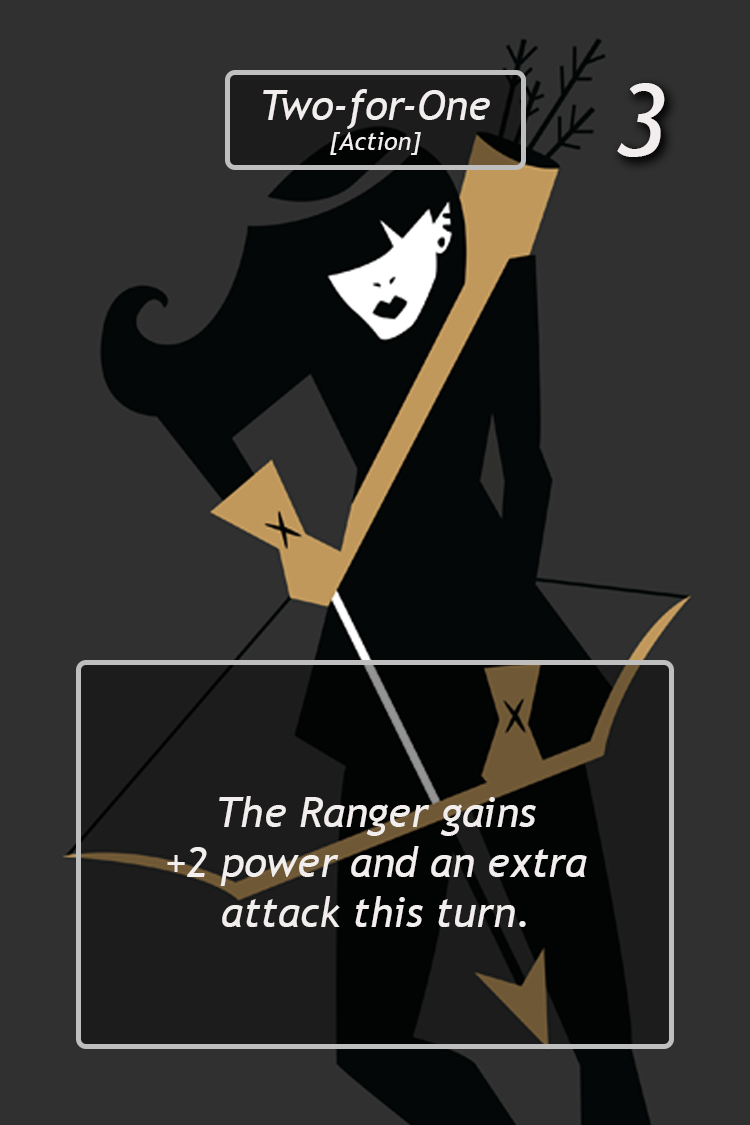 Two-for-One
[Action]
3
The Ranger gains
+2 power and an extra
attack this turn.